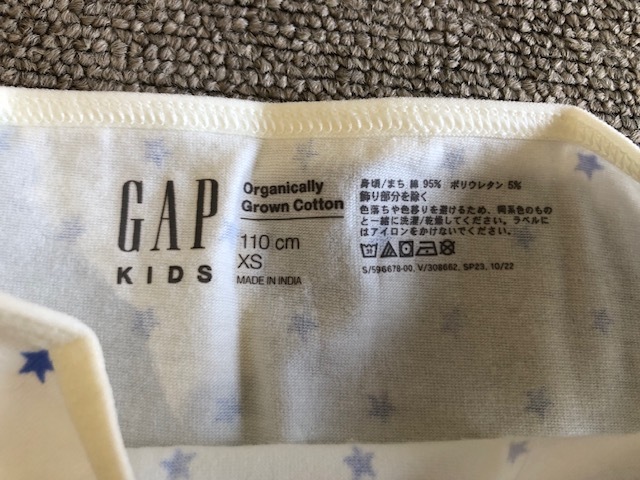 GAP
KIDS
Organically
Grown Cotton
110 cm
XS
MADE IN INDIA
身頃/まち 綿 95% ポリウレタン 5%
飾り部分を除く
色落ちや色移りを避けるため、同系色のもの
と一緒に洗濯/乾燥してください。ラベルに
はアイロンをかけないでください。
S/596678-00, V/308662, SP23, 10/22